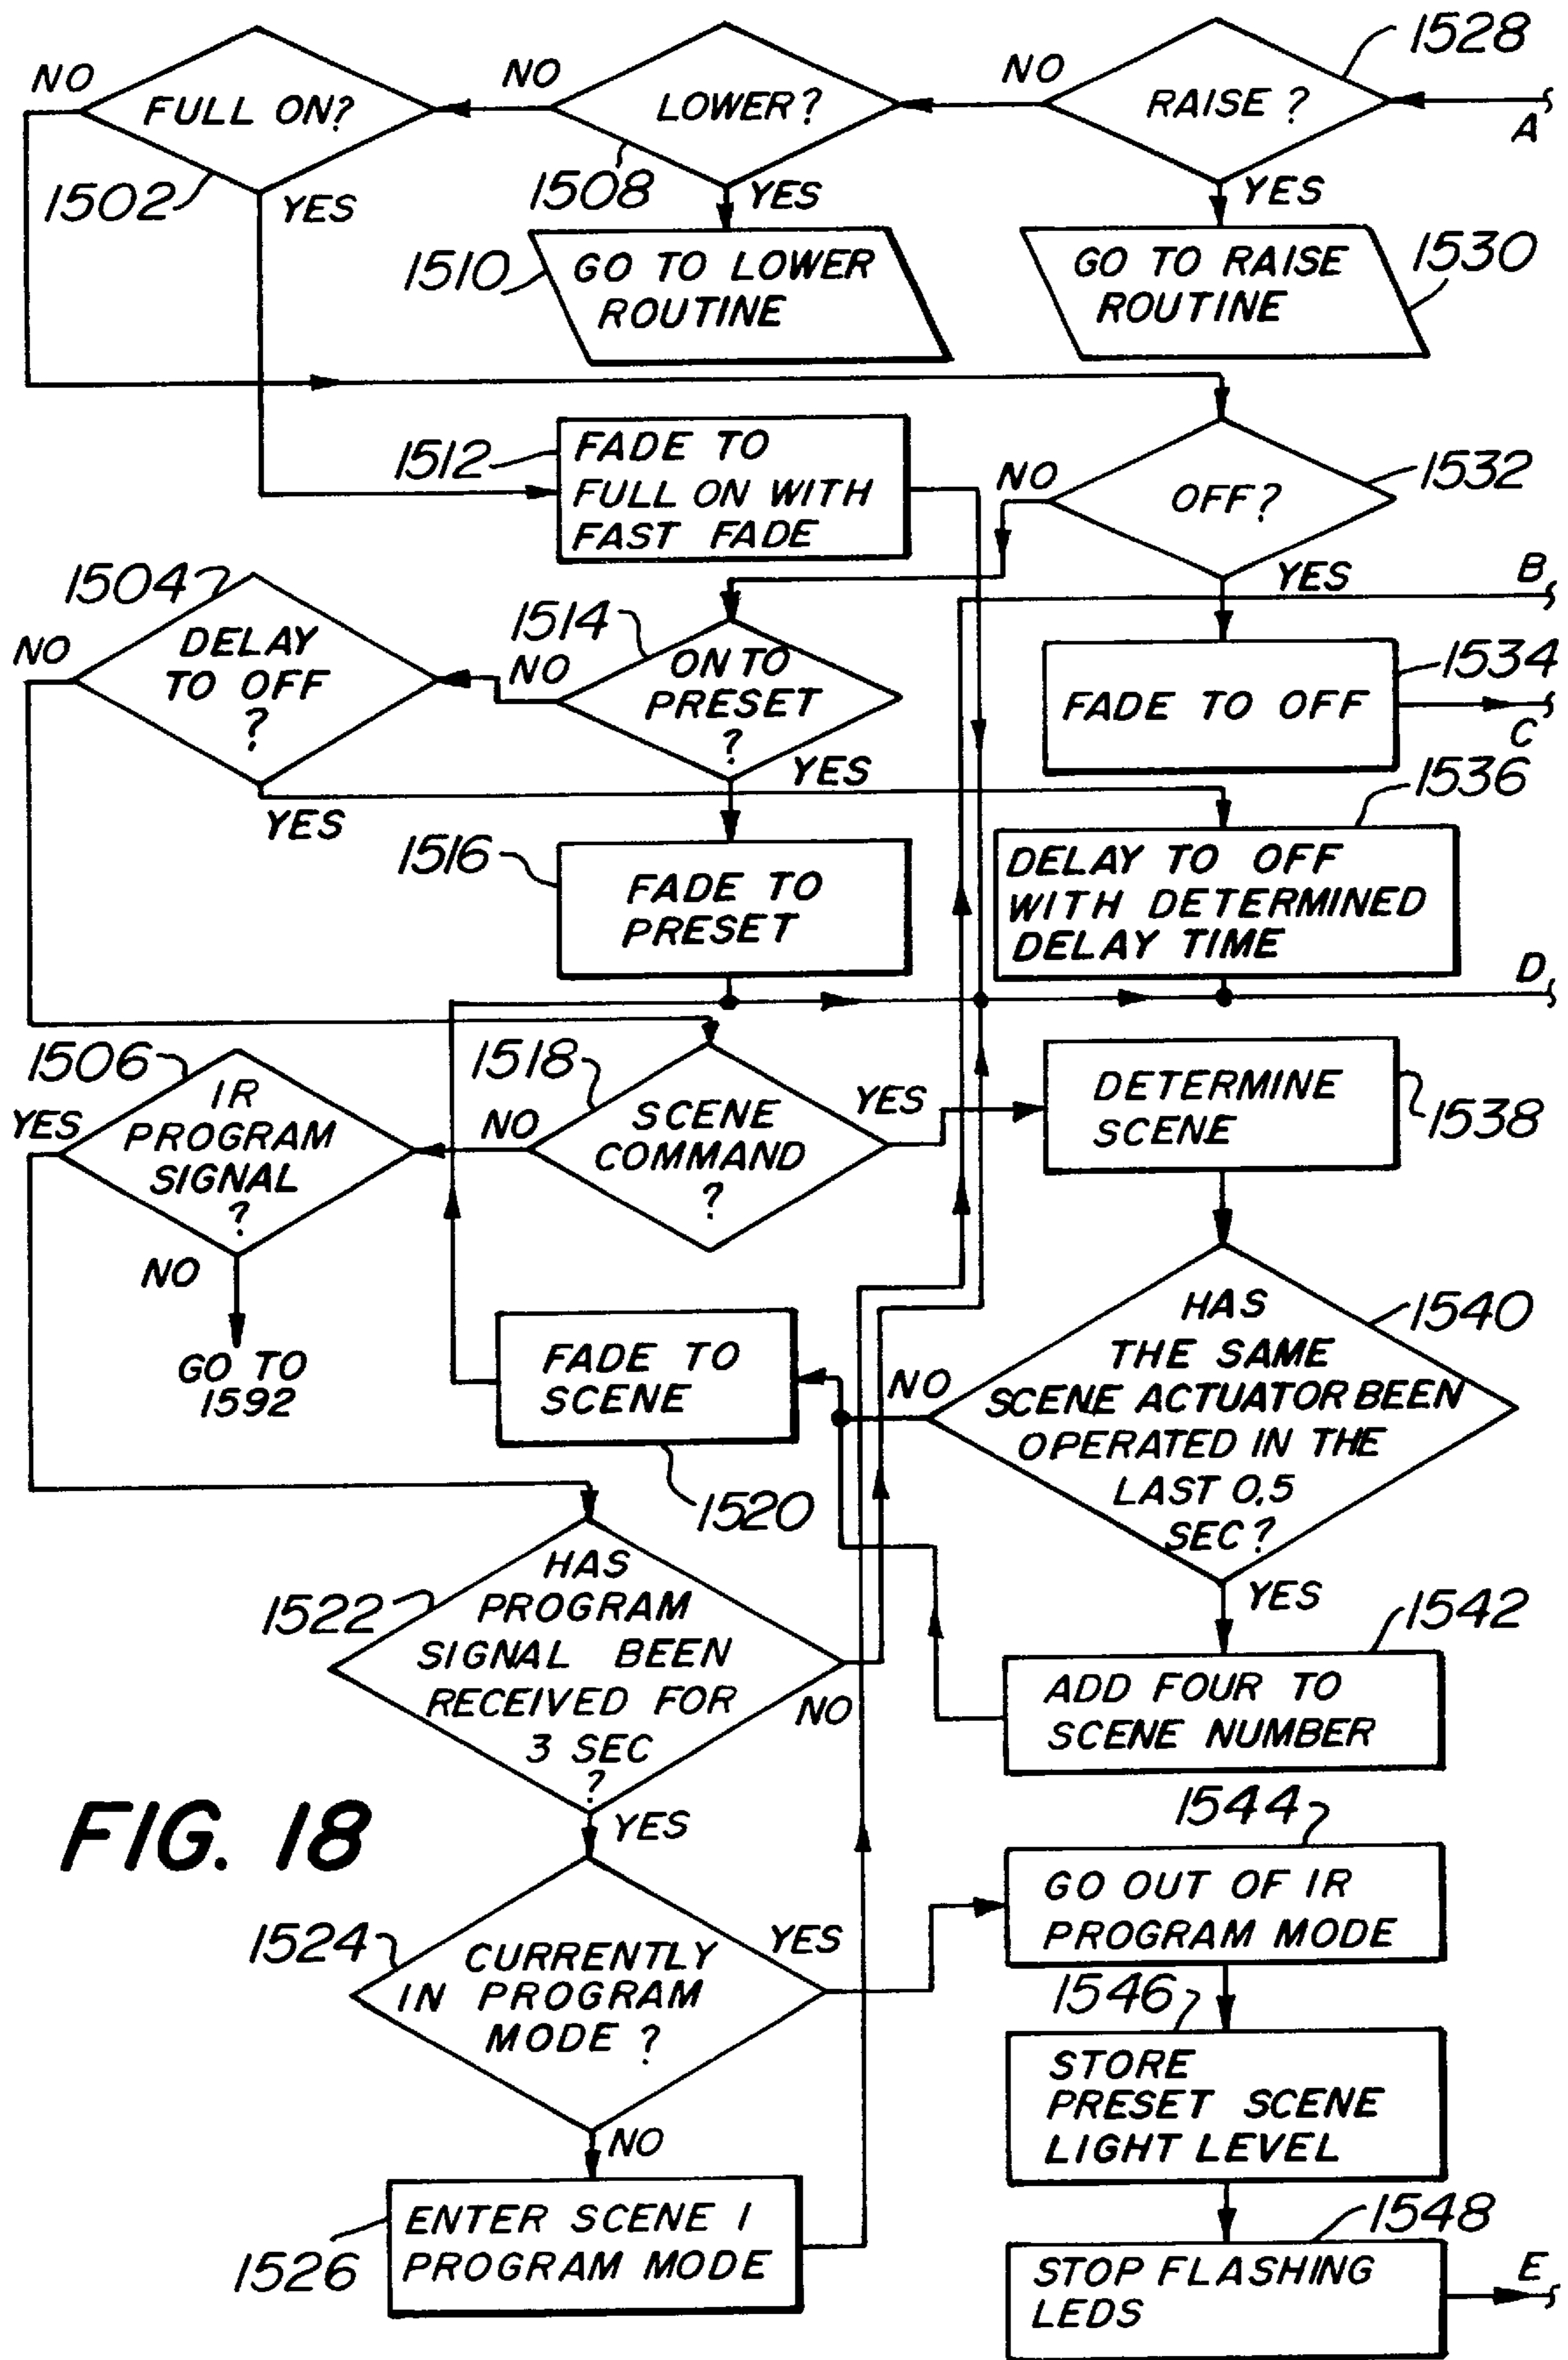 1528
NO
NO
NO
FULL ON?
LOWER?
RAISE?
A
1502
YES
1508
YES
YES
1510
GO TO LOWER
ROUTINE
GO TO RAISE
ROUTINE
1530
1512
FADE TO
FULL ON WITH
FAST FADE
NO
OFF?
1532
1504
YES
B
NO
DELAY
TO OFF
?
1514
NO
ON TO
PRESET
?
1534
FADE TO OFF
C
YES
YES
1536
1516
FADE TO
PRESET
DELAY TO OFF
WITH DETERMINED
DELAY TIME
D
1506
YES
IR
PROGRAM
SIGNAL
?
1518
NO
SCENE
COMMAND
?
YES
DETERMINE
SCENE
1538
NO
GO TO
1592
FADE TO
SCENE
1520
NO
HAS
THE SAME
SCENE ACTUATOR BEEN
OPERATED IN THE
LAST 0.5
SEC?
1540
1522
HAS
PROGRAM
SIGNAL BEEN
RECEIVED FOR
3 SEC
?
NO
YES
1542
ADD FOUR TO
SCENE NUMBER
FIG. 18
YES
1544
1524
CURRENTLY
IN PROGRAM
MODE?
YES
GO OUT OF IR
PROGRAM MODE
1546
STORE
PRESET SCENE
LIGHT LEVEL
NO
1526
ENTER SCENE 1
PROGRAM MODE
1548
STOP FLASHING
LEDS
E